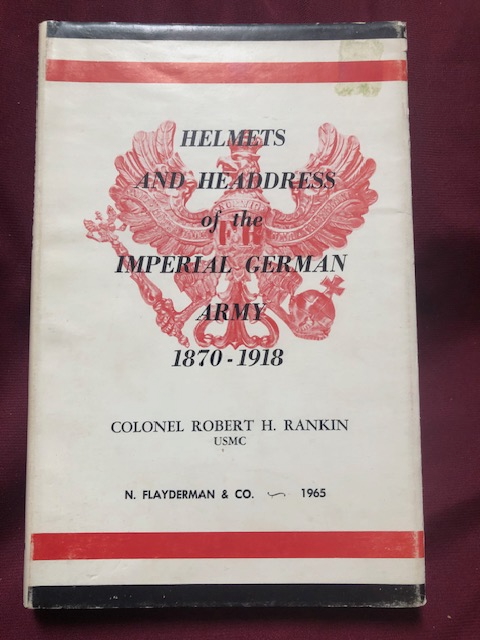 HELMETS
AND HEADDRESS
of the
IMPERIAL GERMAN
ARMY
1870 - 1918
COLONEL ROBERT H. RANKIN
USMC
N. FLAYDERMAN & CO. 1965